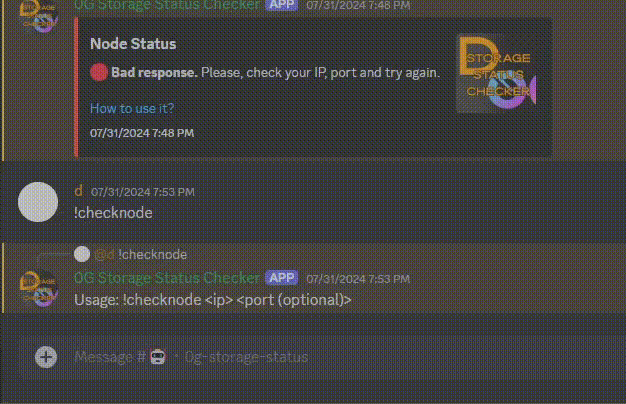 0G Storage Status Checker APP 07/31/2024 7:48 PM
Node Status
Bad response. Please, check your IP, port and try again.
STORAGE
STATUS
CHECKER
How to use it?
07/31/2024 7:48 PM
d 07/31/2024 7:53 PM
!checknode
@d !checknode
0G Storage Status Checker APP 07/31/2024 7:53 PM
Usage: !checknode <ip> <port (optional)>
Message # 🤖・0g-storage-status